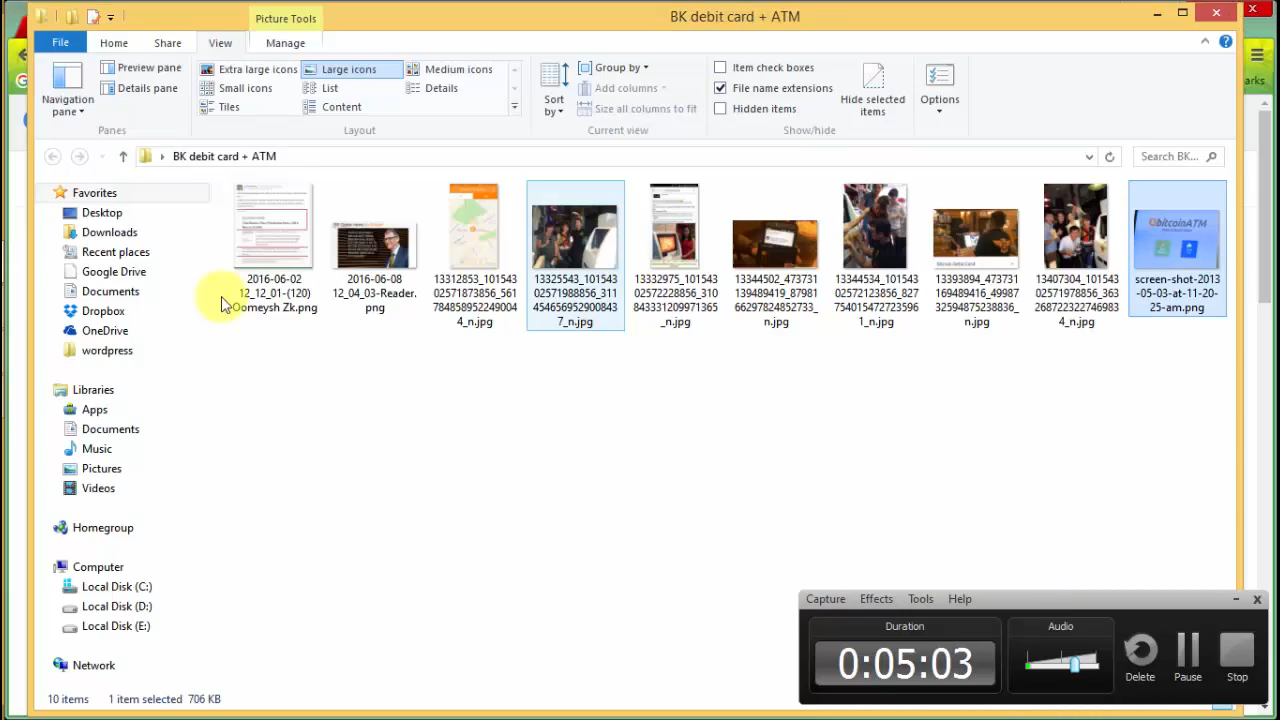 Picture Tools
BK debit card + ATM
File
Home
Share
View
Manage
Navigation pane
Preview pane
Details pane
Panes
Extra large icons
Large icons
Medium icons
Small icons
List
Details
Tiles
Content
Layout
Sort by
Group by
Add columns
Size all columns to fit
Current view
Item check boxes
File name extensions
Hidden items
Hide selected items
Show/hide
Options
arks
BK debit card + ATM
Search BK...
Favorites
Desktop
Downloads
Recent places
Google Drive
Documents
Dropbox
OneDrive
wordpress
Libraries
Apps
Documents
Music
Pictures
Videos
Homegroup
Computer
Local Disk (C:)
Local Disk (D:)
Local Disk (E:)
Network
2016-06-02
12_12_01-(120)
Oomeysh Zk.png
2016-06-08
12_04_03-Reader.
png
13312853_101543
02571873856_561
784858952249004
4_n.jpg
13325543_101543
02571988856_311
454656952900843
7_n.jpg
13332975_101543
02572228856_310
843331209971365
_n.jpg
13344502_473731
139489419_87981
66297824852733_
n.jpg
13344534_101543
02572123856_827
754015472723596
1_n.jpg
13393894_473731
169489416_49987
32594875238836_
n.jpg
13407304_101543
02571978856_363
268722322746983
4_n.jpg
bitcoinATM
screen-shot-2013
-05-03-at-11-20-
25-am.png
10 items
1 item selected 706 KB
Capture
Effects
Tools
Help
Duration
0:05:03
Audio
Delete
Pause
Stop